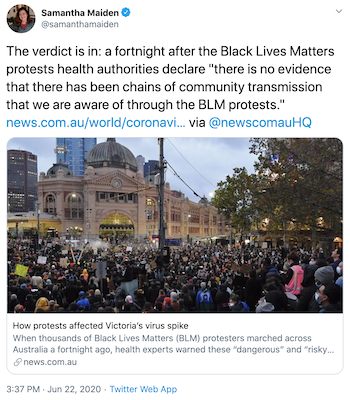 Samantha Maiden
@samanthamaiden
The verdict is in: a fortnight after the Black Lives Matters
protests health authorities declare "there is no evidence
that there has been chains of community transmission
that we are aware of through the BLM protests."
news.com.au/world/coronavi... via @newscomauHQ
How protests affected Victoria's virus spike
When thousands of Black Lives Matters (BLM) protesters marched across
Australia a fortnight ago, health experts warned these "dangerous" and "risky...
news.com.au
3:37 PM · Jun 22, 2020 · Twitter Web App